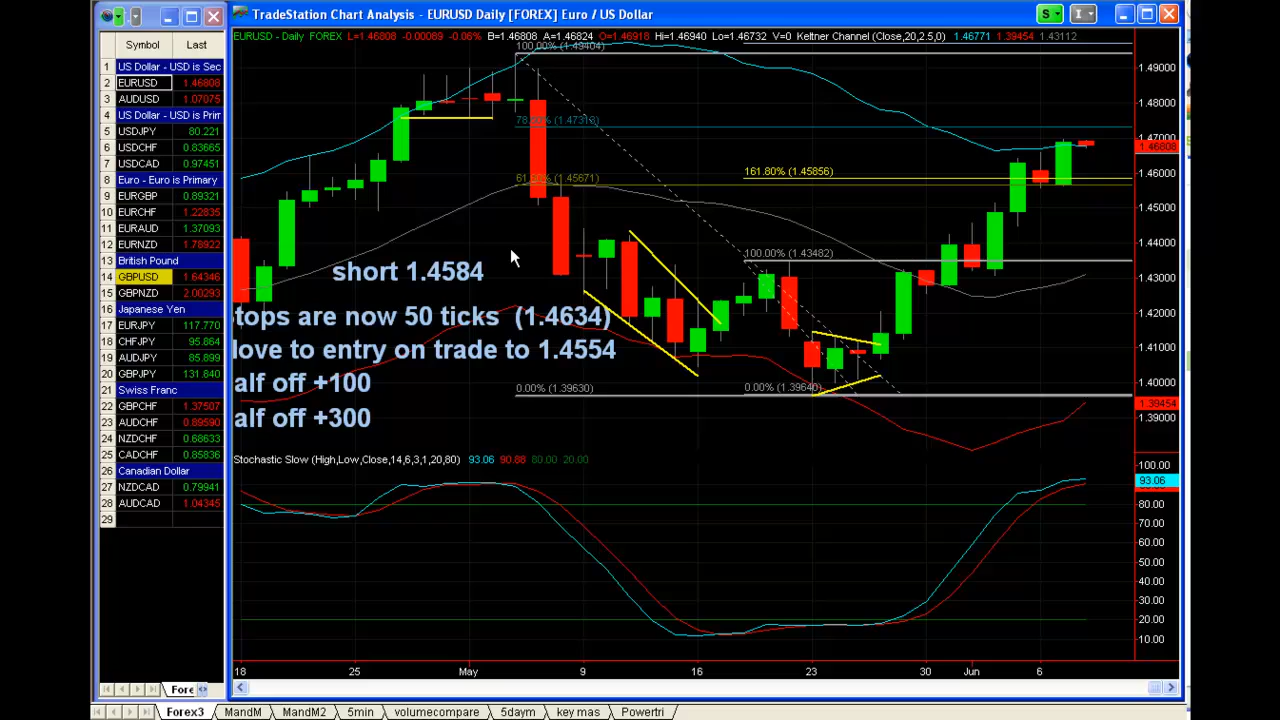 TradeStation Chart Analysis - EURUSD Daily [FOREX] Euro / US Dollar
S
I
Symbol Last
1 US Dollar - USD is Sec
2 EURUSD 1.46808
3 AUDUSD 1.07075
4 US Dollar - USD is Prim
5 USDJPY 80.221
6 USDCHF 0.83665
7 USDCAD 0.97451
8 Euro - Euro is Primary
9 EURGBP 0.89321
10 EURCHF 1.22835
11 EURAUD 1.37093
12 EURNZD 1.78922
13 British Pound
14 GBPUSD 1.64346
15 GBPNZD 2.00293
16 Japanese Yen
17 EURJPY 117.770
18 CHFJPY 95.864
19 AUDJPY 85.899
20 GBPJPY 131.840
21 Swiss Franc
22 GBPCHF 1.37507
23 AUDCHF 0.89590
24 NZDCHF 0.68633
25 CADCHF 0.85836
26 Canadian Dollar
27 NZDCAD 0.79941
28 AUDCAD 1.04345
29
EURUSD - Daily FOREX L=1.46808 -0.00089 -0.06% B=1.46808 A=1.46824 O=1.46918 Hi=1.46940 Lo=1.46732 V=0 Keltner Channel (Close,20,2.5,0) 1.46771 1.39454 1.43112
100.00% (1.49404)
1.49000
1.48000
1.47000
1.46808
1.46000
1.45000
1.44000
1.43000
1.42000
1.41000
1.40000
1.39454
1.39000
161.80% (1.45856)
100.00% (1.43482)
short 1.4584
tops are now 50 ticks (1.4634)
love to entry on trade to 1.4554
alf off +100
alf off +300
0.00% (1.39630)
0.00% (1.39640)
Stochastic Slow (High,Low,Close,14,6,3,1,20,80) 93.06 90.88 80.00 20.00
100.00
93.06
80.00
70.00
60.00
50.00
40.00
30.00
20.00
10.00
18 25 May 9 16 23 30 Jun 6
Fore
Forex3 MandM MandM2 5min volumecompare 5daym key mas Powertri